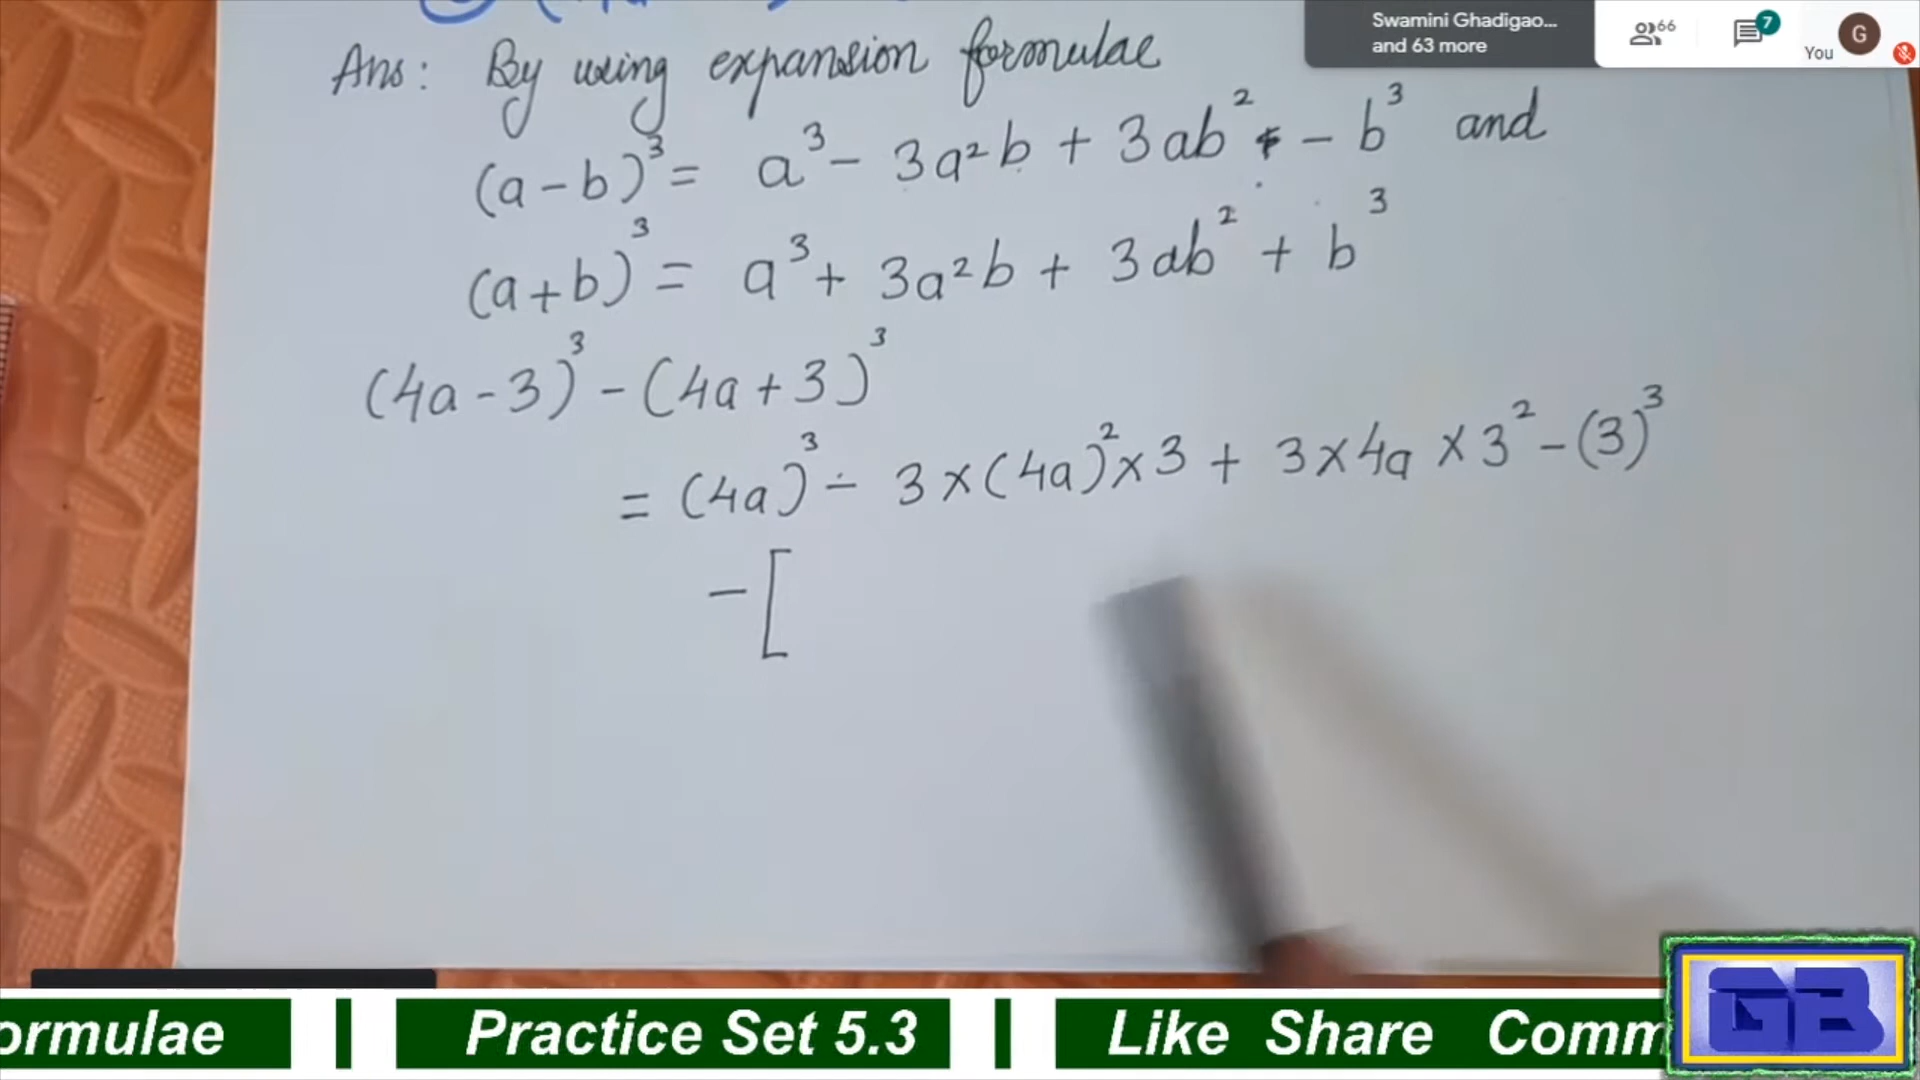 Swamini Ghadigao...
and 63 more
66
7
You
G
Ans: By using expansion formulae
(a-b)³ = a³ - 3a²b + 3ab² - b³ and
(a+b)³ = a³ + 3a²b + 3ab² + b³
(4a-3)³ - (4a+3)³
= (4a)³ - 3×(4a)²×3 + 3×4a×3² - (3)³
- [
ormulae | Practice Set 5.3 | Like Share Comm
GB